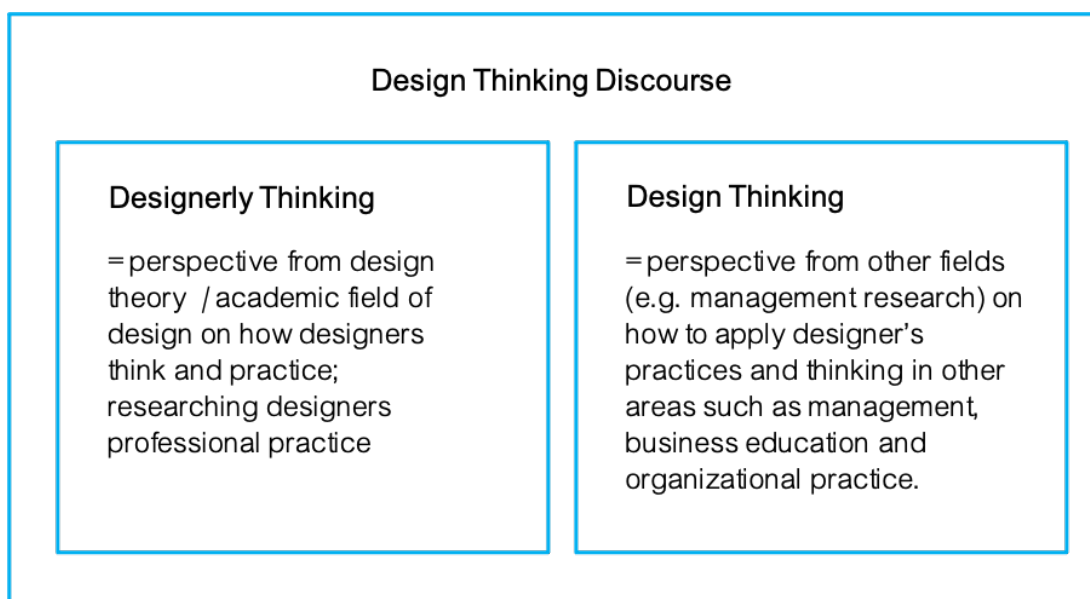 Design Thinking Discourse
Designerly Thinking
= perspective from design
theory / academic field of
design on how designers
think and practice;
researching designers
professional practice
Design Thinking
= perspective from other fields
(e.g. management research) on
how to apply designer's
practices and thinking in other
areas such as management,
business education and
organizational practice.